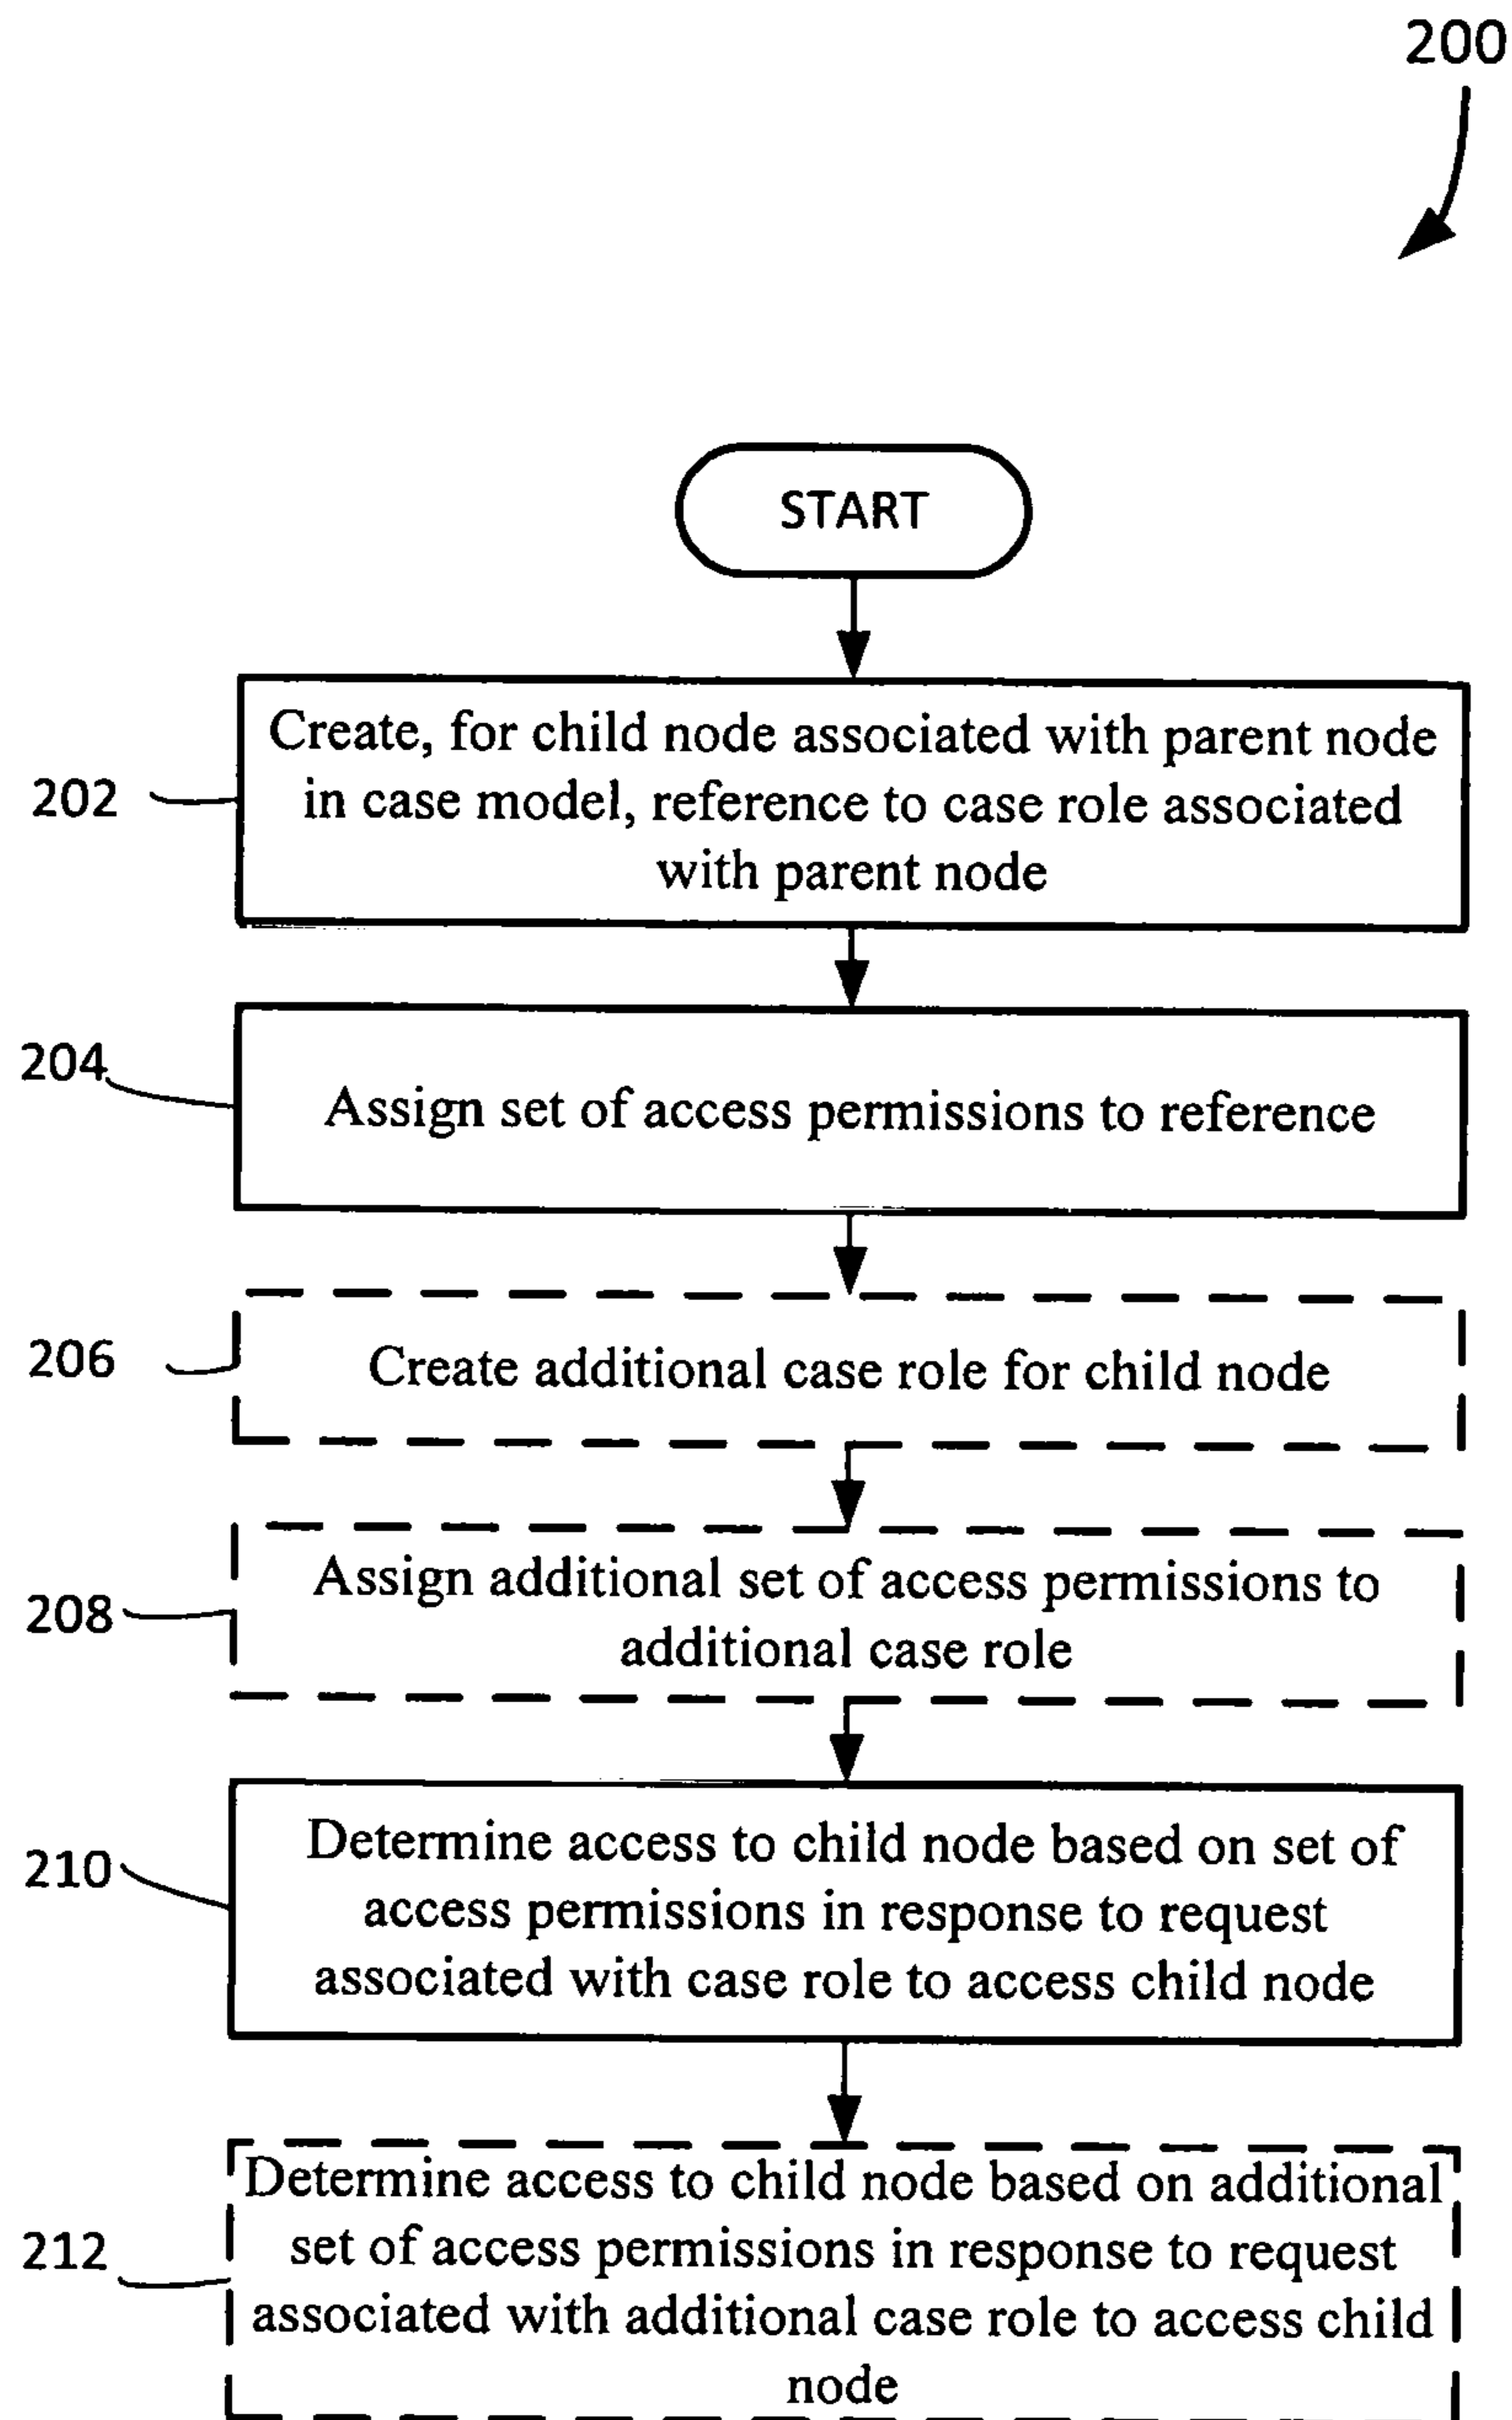 200
START
202
Create, for child node associated with parent node
in case model, reference to case role associated
with parent node
204
Assign set of access permissions to reference
206
Create additional case role for child node
208
Assign additional set of access permissions to
additional case role
210
Determine access to child node based on set of
access permissions in response to request
associated with case role to access child node
212
Determine access to child node based on additional
set of access permissions in response to request
associated with additional case role to access child
node